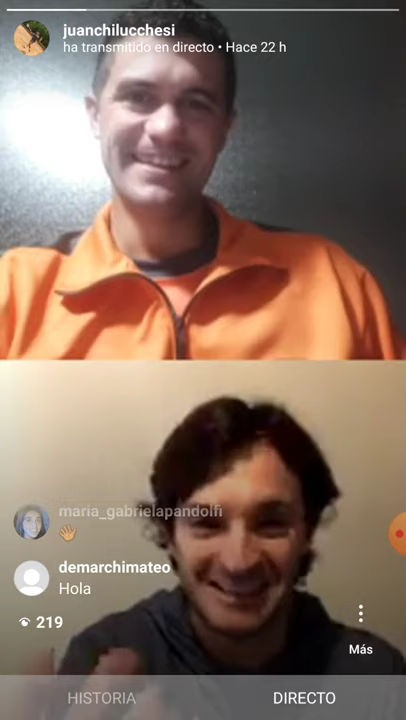 juanchilucchesi
ha transmitido en directo • Hace 22 h
maria_gabrielapandolfi
demarchimateo
Hola
219
Más
HISTORIA
DIRECTO